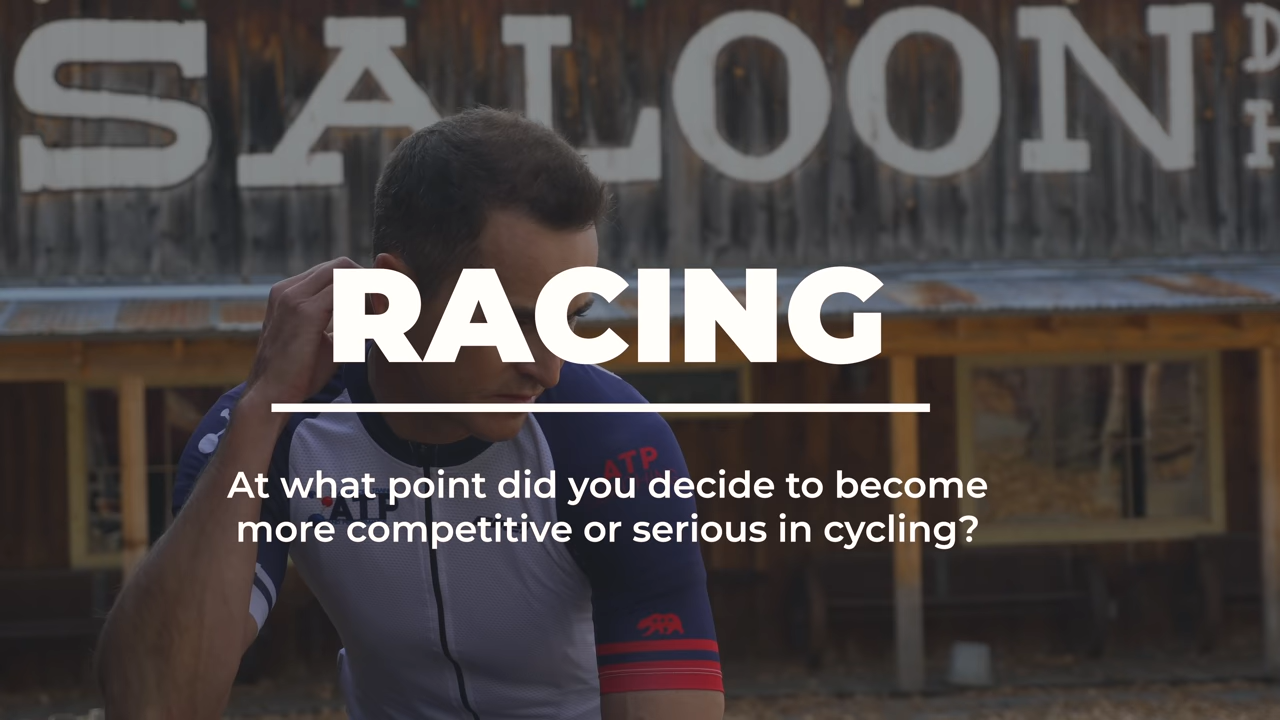 SALOON
RACING
At what point did you decide to become
more competitive or serious in cycling?
ATP
ATP